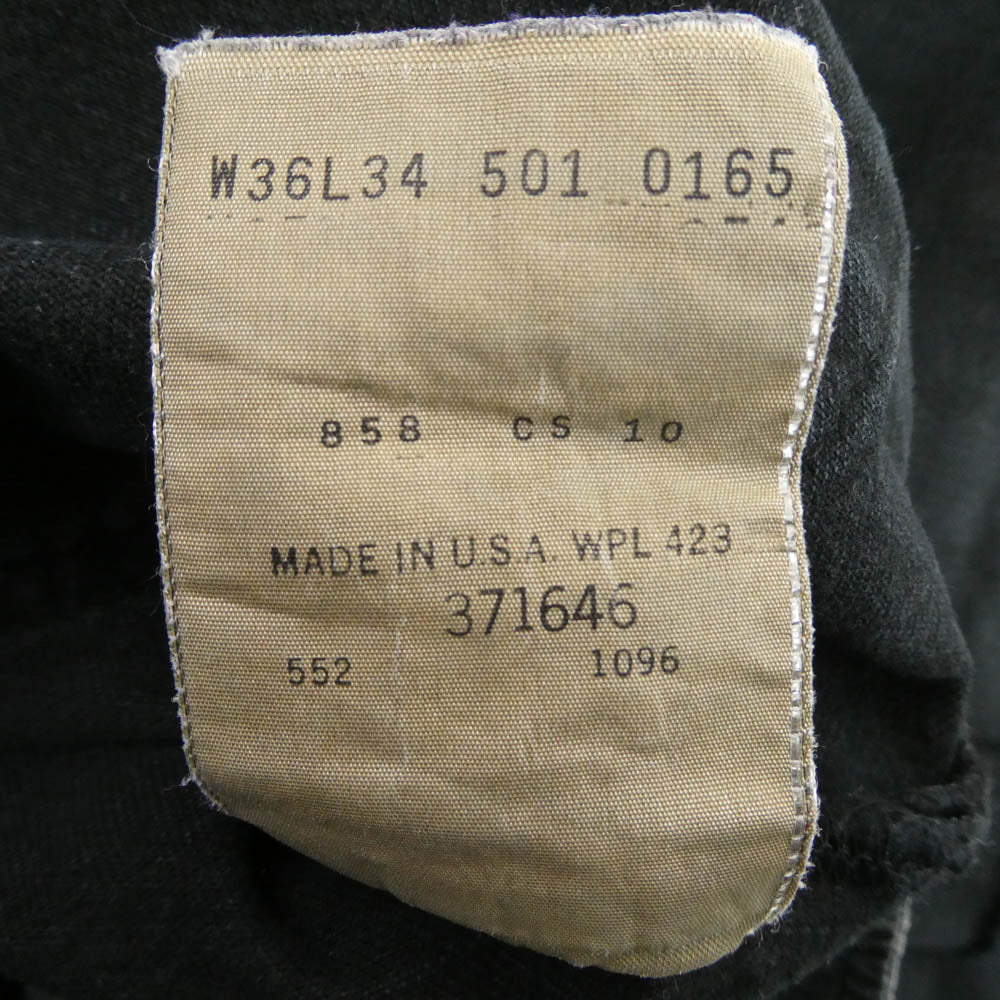 W36L34 501 0165
858 CS 10
MADE IN U.S.A. WPL 423
371646
552 1096